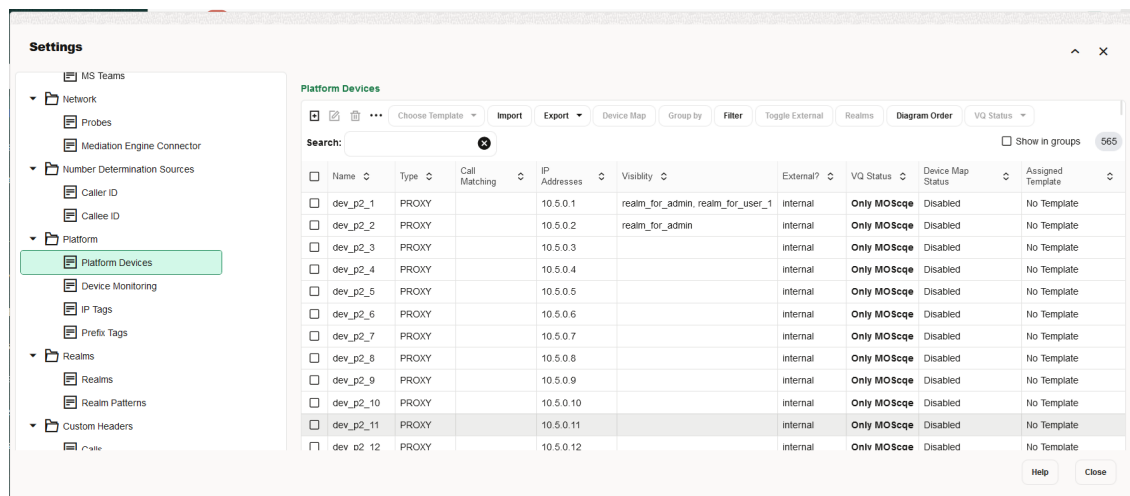 Settings
MS Teams
Network
Probes
Mediation Engine Connector
Number Determination Sources
Caller ID
Callee ID
Platform
Platform Devices
Device Monitoring
IP Tags
Prefix Tags
Realms
Realms
Realm Patterns
Custom Headers
Calls
Platform Devices
Choose Template Import Export Device Map Group by Filter Toggle External Realms Diagram Order VQ Status
Search: Show in groups 565
Name Type Call Matching IP Addresses Visiblity External? VQ Status Device Map Status Assigned Template
dev_p2_1 PROXY 10.5.0.1 realm_for_admin, realm_for_user_1 internal Only MOScqe Disabled No Template
dev_p2_2 PROXY 10.5.0.2 realm_for_admin internal Only MOScqe Disabled No Template
dev_p2_3 PROXY 10.5.0.3 internal Only MOScqe Disabled No Template
dev_p2_4 PROXY 10.5.0.4 internal Only MOScqe Disabled No Template
dev_p2_5 PROXY 10.5.0.5 internal Only MOScqe Disabled No Template
dev_p2_6 PROXY 10.5.0.6 internal Only MOScqe Disabled No Template
dev_p2_7 PROXY 10.5.0.7 internal Only MOScqe Disabled No Template
dev_p2_8 PROXY 10.5.0.8 internal Only MOScqe Disabled No Template
dev_p2_9 PROXY 10.5.0.9 internal Only MOScqe Disabled No Template
dev_p2_10 PROXY 10.5.0.10 internal Only MOScqe Disabled No Template
dev_p2_11 PROXY 10.5.0.11 internal Only MOScqe Disabled No Template
dev_p2_12 PROXY 10.5.0.12 internal Only MOScqe Disabled No Template
Help Close